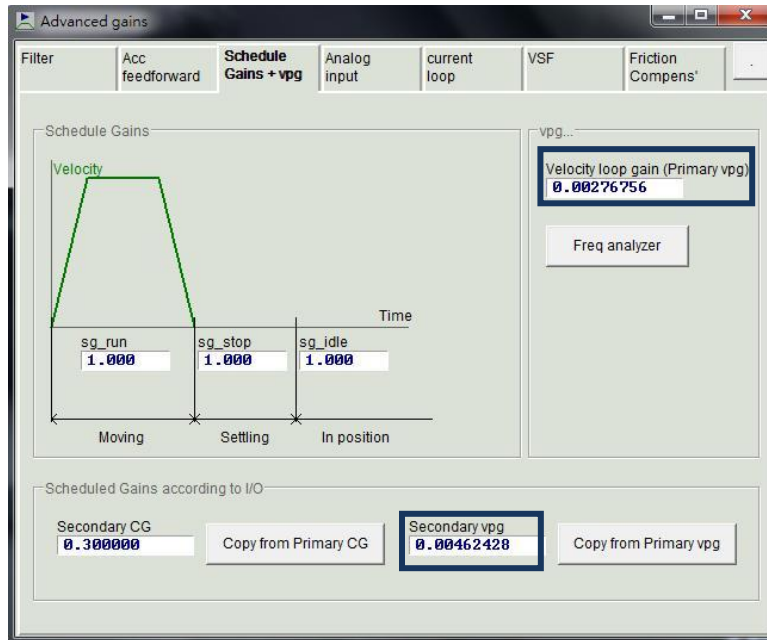 Advanced gains
Filter
Acc
feedforward
Schedule
Gains + vpg
Analog
input
current
loop
VSF
Friction
Compens'
.
Schedule Gains
Velocity
Time
sg_run
1.000
sg_stop
1.000
sg_idle
1.000
Moving
Settling
In position
vpg...
Velocity loop gain (Primary vpg)
0.00276756
Freq analyzer
Scheduled Gains according to I/O
Secondary CG
0.300000
Copy from Primary CG
Secondary vpg
0.00462428
Copy from Primary vpg